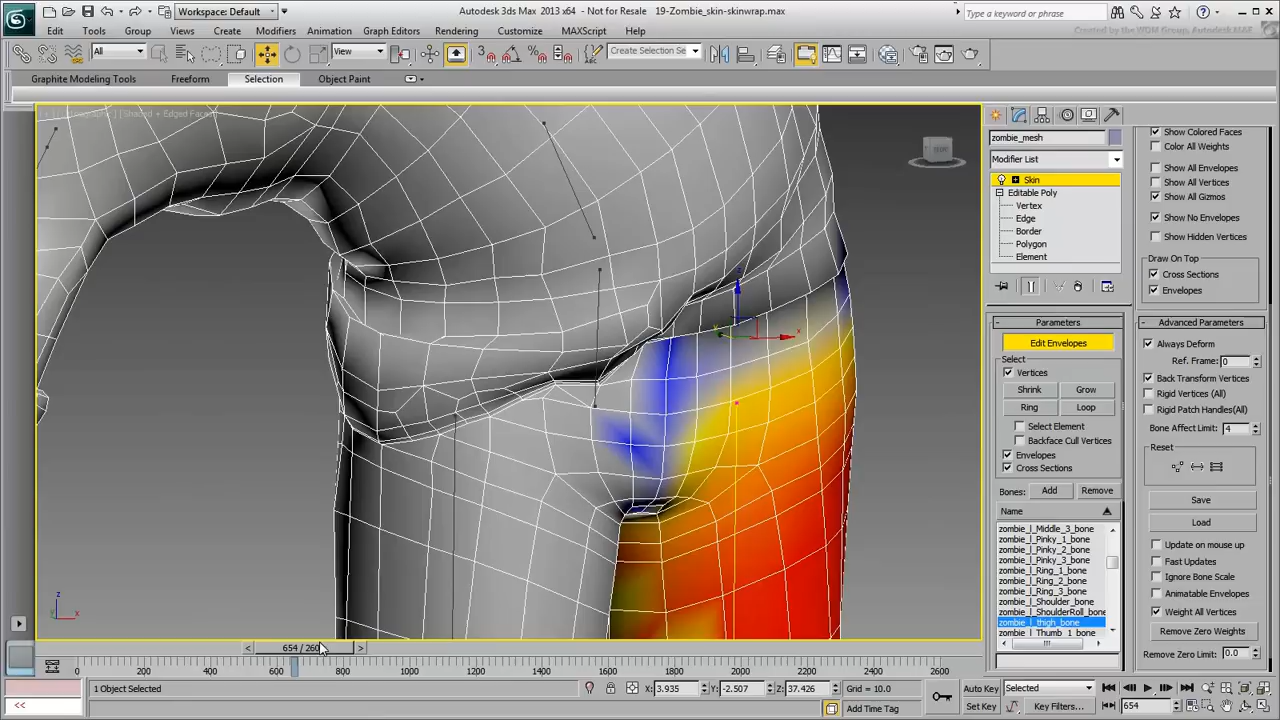 Workspace: Default
Autodesk 3ds Max 2013 x64 - Not for Resale 19-Zombie_skin-skinwrap.max
Type a keyword or phrase
Created by the WQM Group, Autodesk M&E
Edit Tools Group Views Create Modifiers Animation Graph Editors Rendering Customize MAXScript Help
All View Create Selection Se
Graphite Modeling Tools Freeform Selection Object Paint
zombie_mesh
Modifier List
Skin
Editable Poly
Vertex
Edge
Border
Polygon
Element
Parameters
Edit Envelopes
Select
Vertices
Shrink Grow
Ring Loop
Select Element
Backface Cull Vertices
Envelopes
Cross Sections
Bones: Add Remove
Name
zombie_l_Middle_3_bone
zombie_l_Pinky_1_bone
zombie_l_Pinky_2_bone
zombie_l_Pinky_3_bone
zombie_l_Ring_1_bone
zombie_l_Ring_2_bone
zombie_l_Ring_3_bone
zombie_l_Shoulder_bone
zombie_l_ShoulderRoll_bone
zombie_l_thigh_bone
zombie_l_Thumb_1_bone
Show Colored Faces
Color All Weights
Show All Envelopes
Show All Vertices
Show All Gizmos
Show No Envelopes
Show Hidden Vertices
Draw On Top
Cross Sections
Envelopes
Advanced Parameters
Always Deform
Ref. Frame: 0
Back Transform Vertices
Rigid Vertices (All)
Rigid Patch Handles(All)
Bone Affect Limit: 4
Reset
Save
Load
Update on mouse up
Fast Updates
Ignore Bone Scale
Animatable Envelopes
Weight All Vertices
Remove Zero Weights
Remove Zero Limit: 0.0
z
x
y
z
x
< 654 / 260 >
0 200 400 600 800 1000 1200 1400 1600 1800 2000 2200 2400 2600
1 Object Selected
X: 3.935 Y: -2.507 Z: 37.426 Grid = 10.0
Auto Key Selected
<<
Add Time Tag
Set Key Key Filters... 654